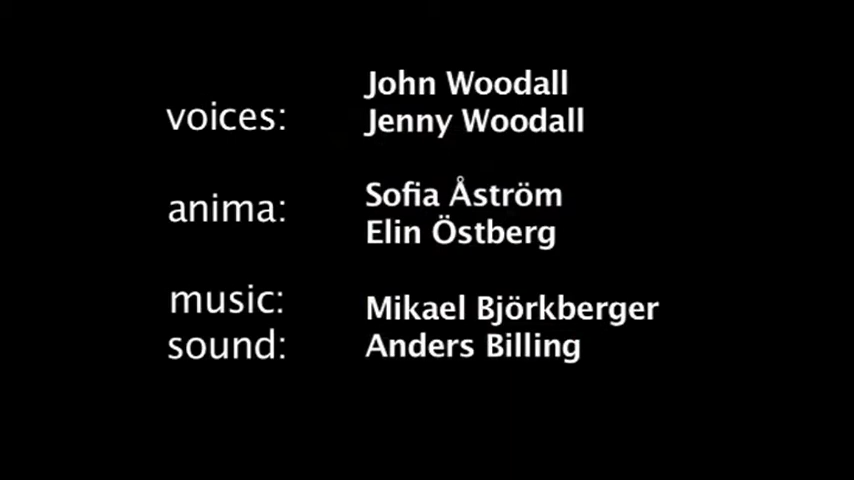 John Woodall
voices:
Jenny Woodall
Sofia Åström
anima:
Elin Östberg
music:
Mikael Björkberger
sound:
Anders Billing